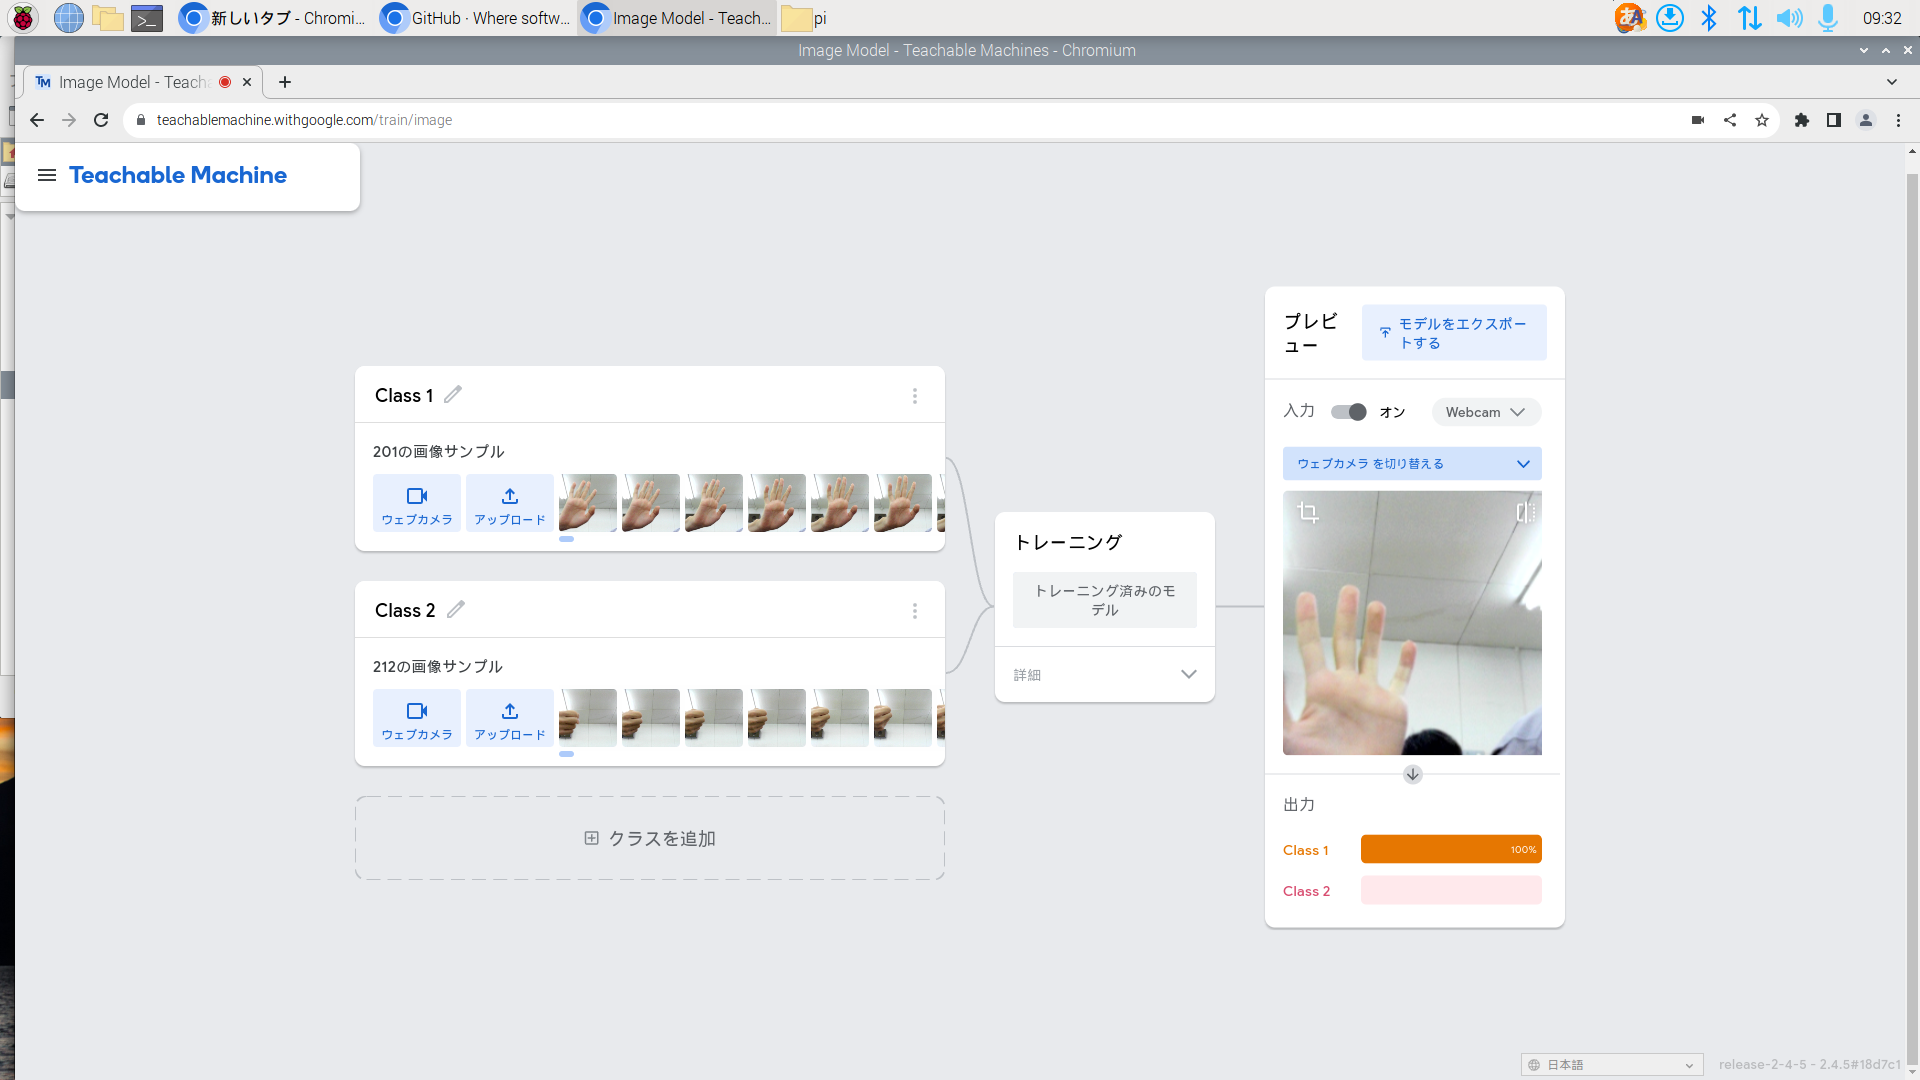 新しいタブ - Chromi...
GitHub · Where softw...
Image Model - Teach...
pi
09:32
Image Model - Teachable Machines - Chromium
TM Image Model - Teach
teachablemachine.withgoogle.com/train/image
Teachable Machine
Class 1
201の画像サンプル
ウェブカメラ
アップロード
Class 2
212の画像サンプル
ウェブカメラ
アップロード
クラスを追加
トレーニング
トレーニング済みのモ
デル
詳細
プレビ
ュー
モデルをエクスポー
トする
入力
オン
Webcam
ウェブカメラ を切り替える
出力
Class 1
100%
Class 2
日本語
release-2-4-5 - 2.4.5#18d7c1